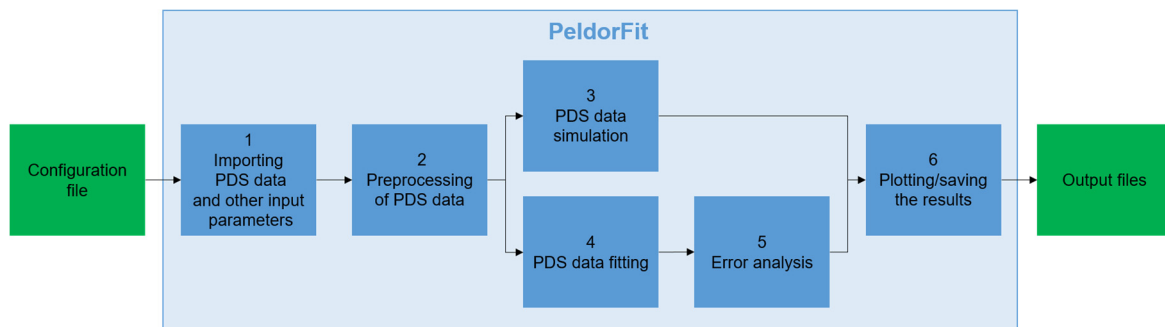 PeldorFit
Configuration
file
1
Importing
PDS data
and other input
parameters
2
Preprocessing
of PDS data
3
PDS data
simulation
4
PDS data fitting
5
Error analysis
6
Plotting/saving
the results
Output files